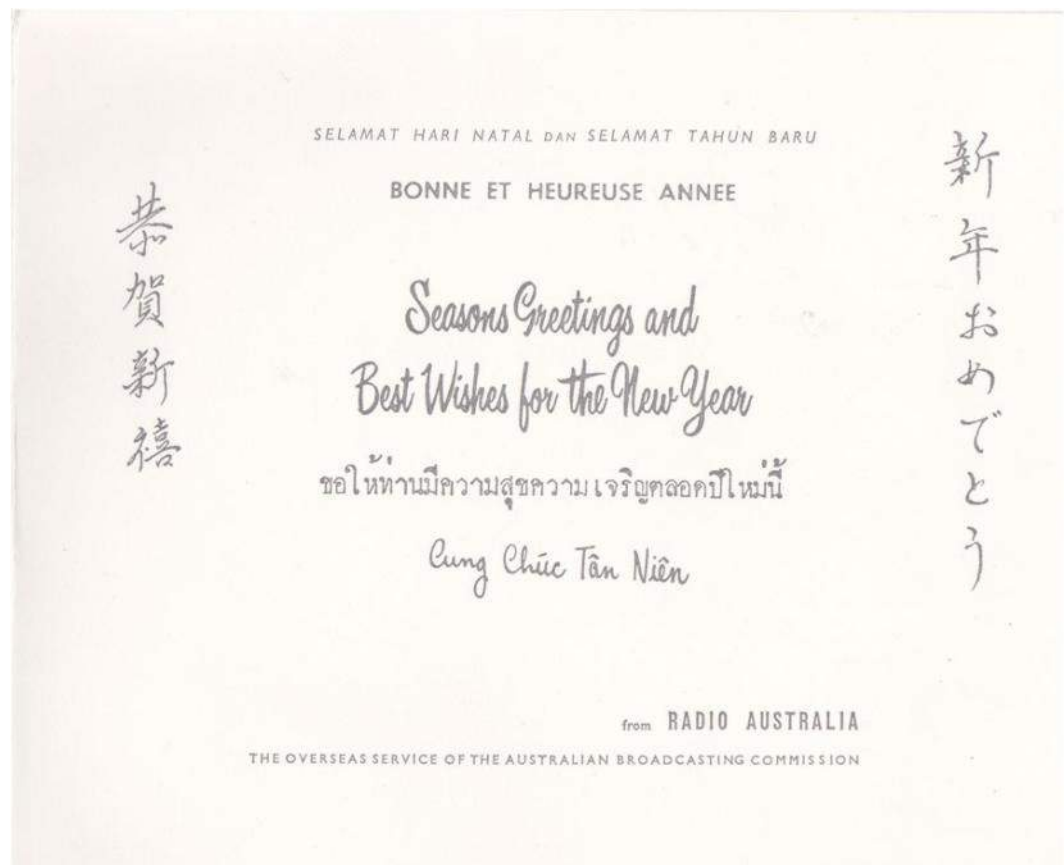 SELAMAT HARI NATAL DAN SELAMAT TAHUN BARU
BONNE ET HEUREUSE ANNEE
恭賀新禧
Seasons Greetings and
Best Wishes for the New Year
ขอให้ท่านมีความสุขความเจริญตลอดปีใหม่นี้
Cung Chúc Tân Niên
新年おめでとう
from RADIO AUSTRALIA
THE OVERSEAS SERVICE OF THE AUSTRALIAN BROADCASTING COMMISSION